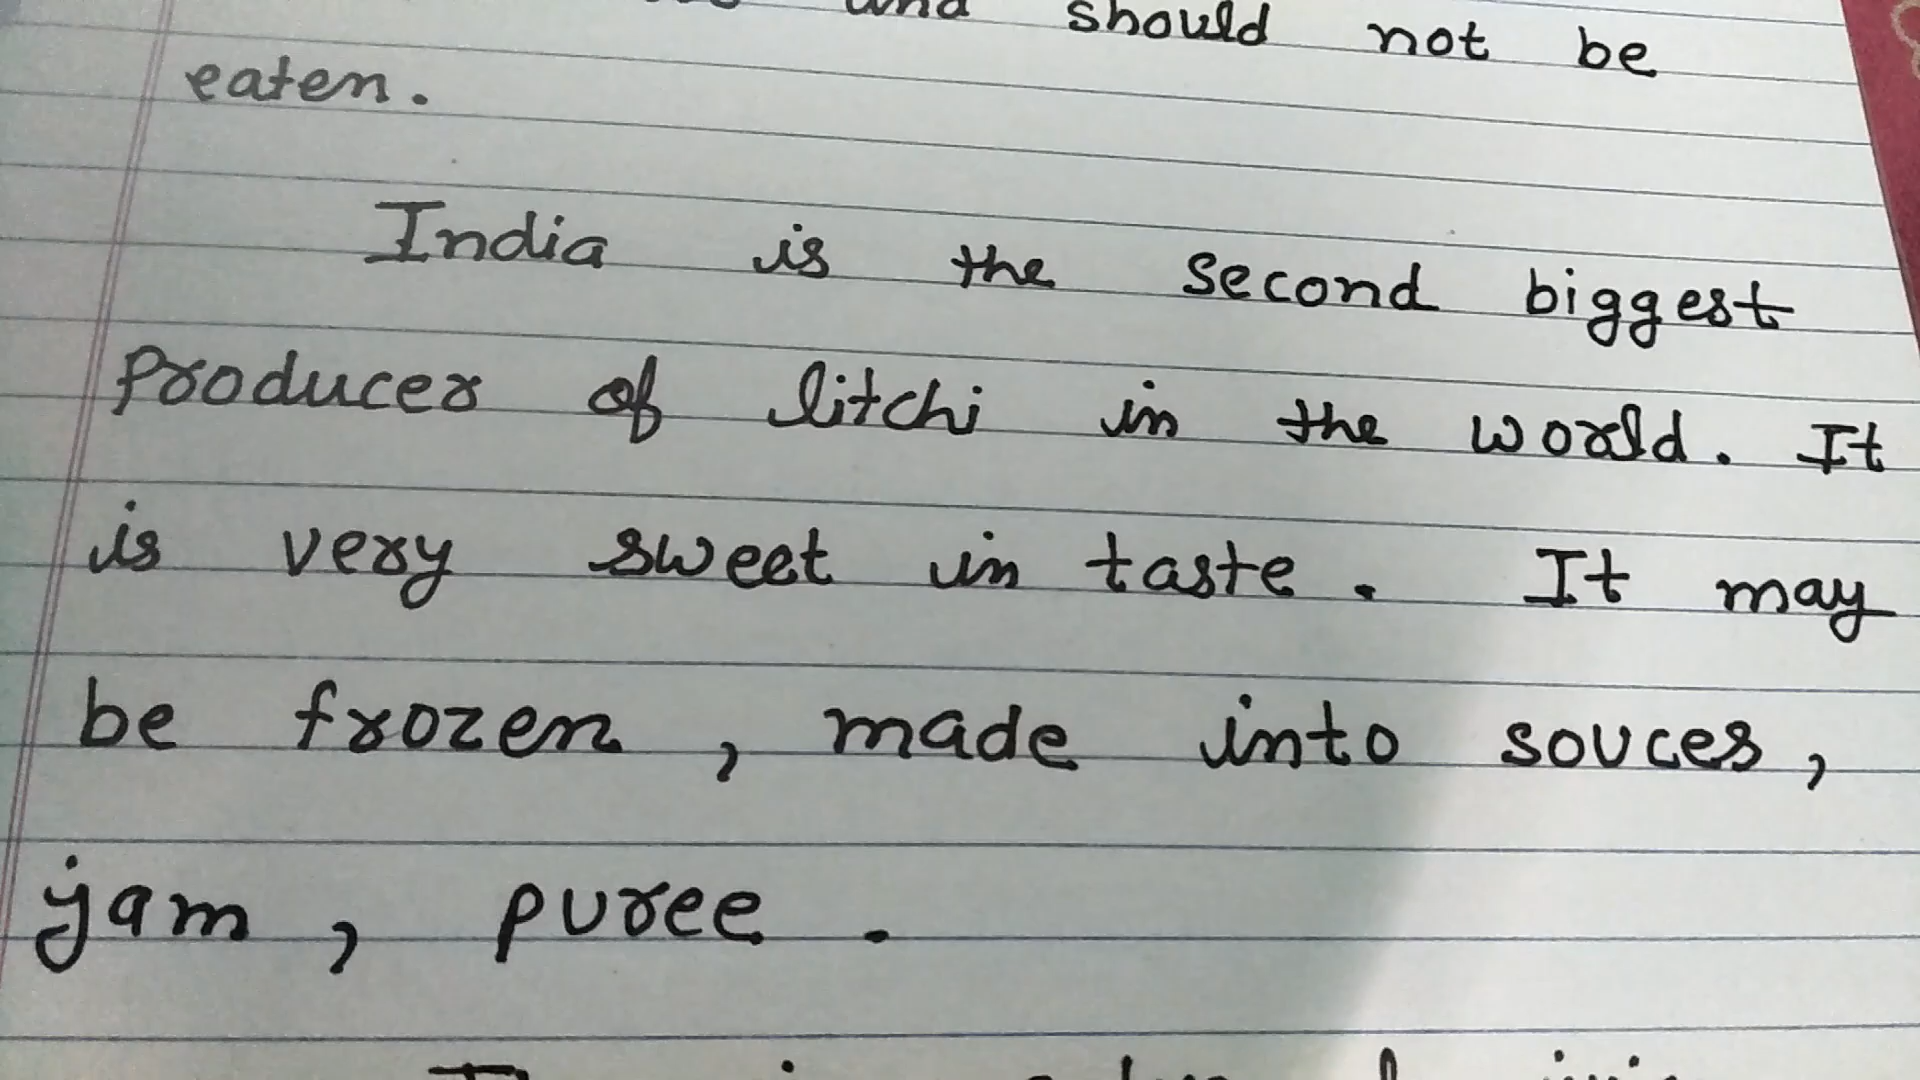 and should not be
eaten.
India is the second biggest
Producer of litchi in the world. It
is very sweet in taste. It may
be frozen, made into souces,
jam, puree.